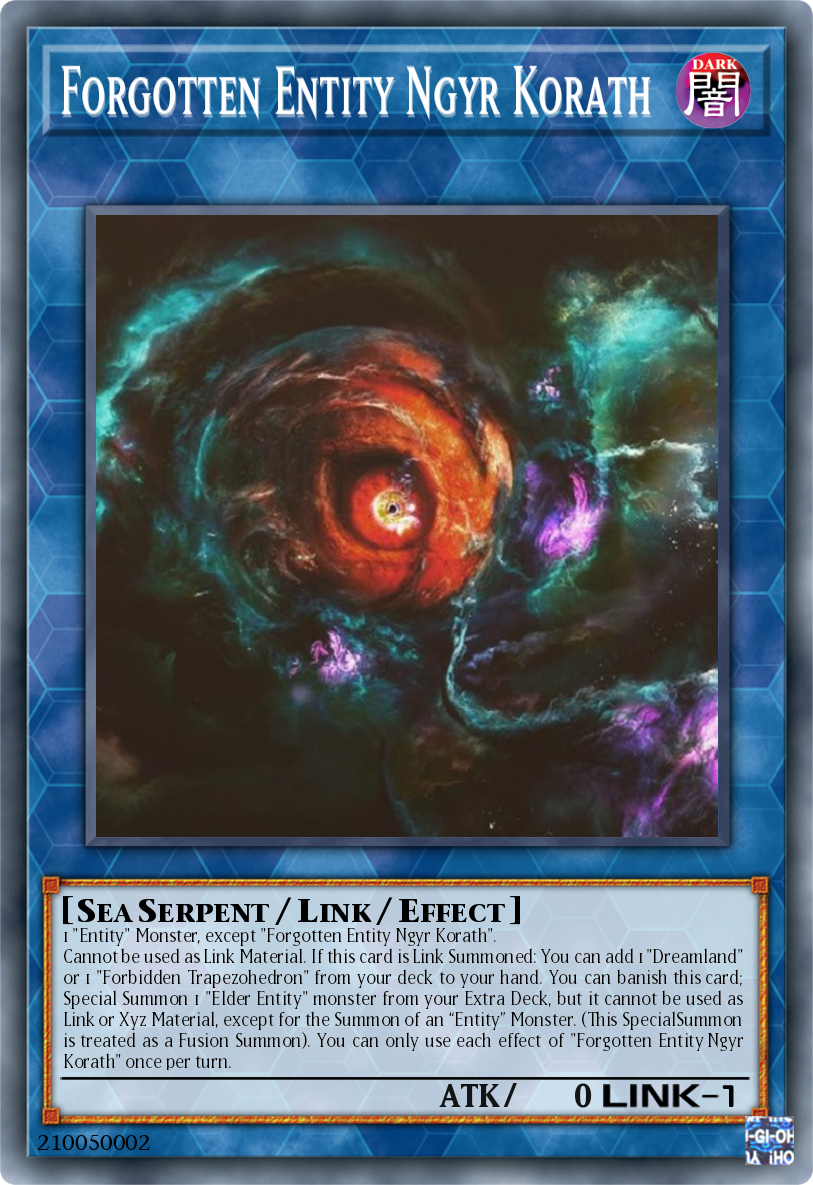 Forgotten Entity Ngyr Korath
DARK
闇
[Sea Serpent / Link / Effect]
1 "Entity" Monster, except "Forgotten Entity Ngyr Korath".
Cannot be used as Link Material. If this card is Link Summoned: You can add 1 "Dreamland"
or 1 "Forbidden Trapezohedron" from your deck to your hand. You can banish this card;
Special Summon 1 "Elder Entity" monster from your Extra Deck, but it cannot be used as
Link or Xyz Material, except for the Summon of an “Entity” Monster. (This SpecialSummon
is treated as a Fusion Summon). You can only use each effect of "Forgotten Entity Ngyr
Korath" once per turn.
ATK/ 0 LINK-1
210050002
I-GI-OH